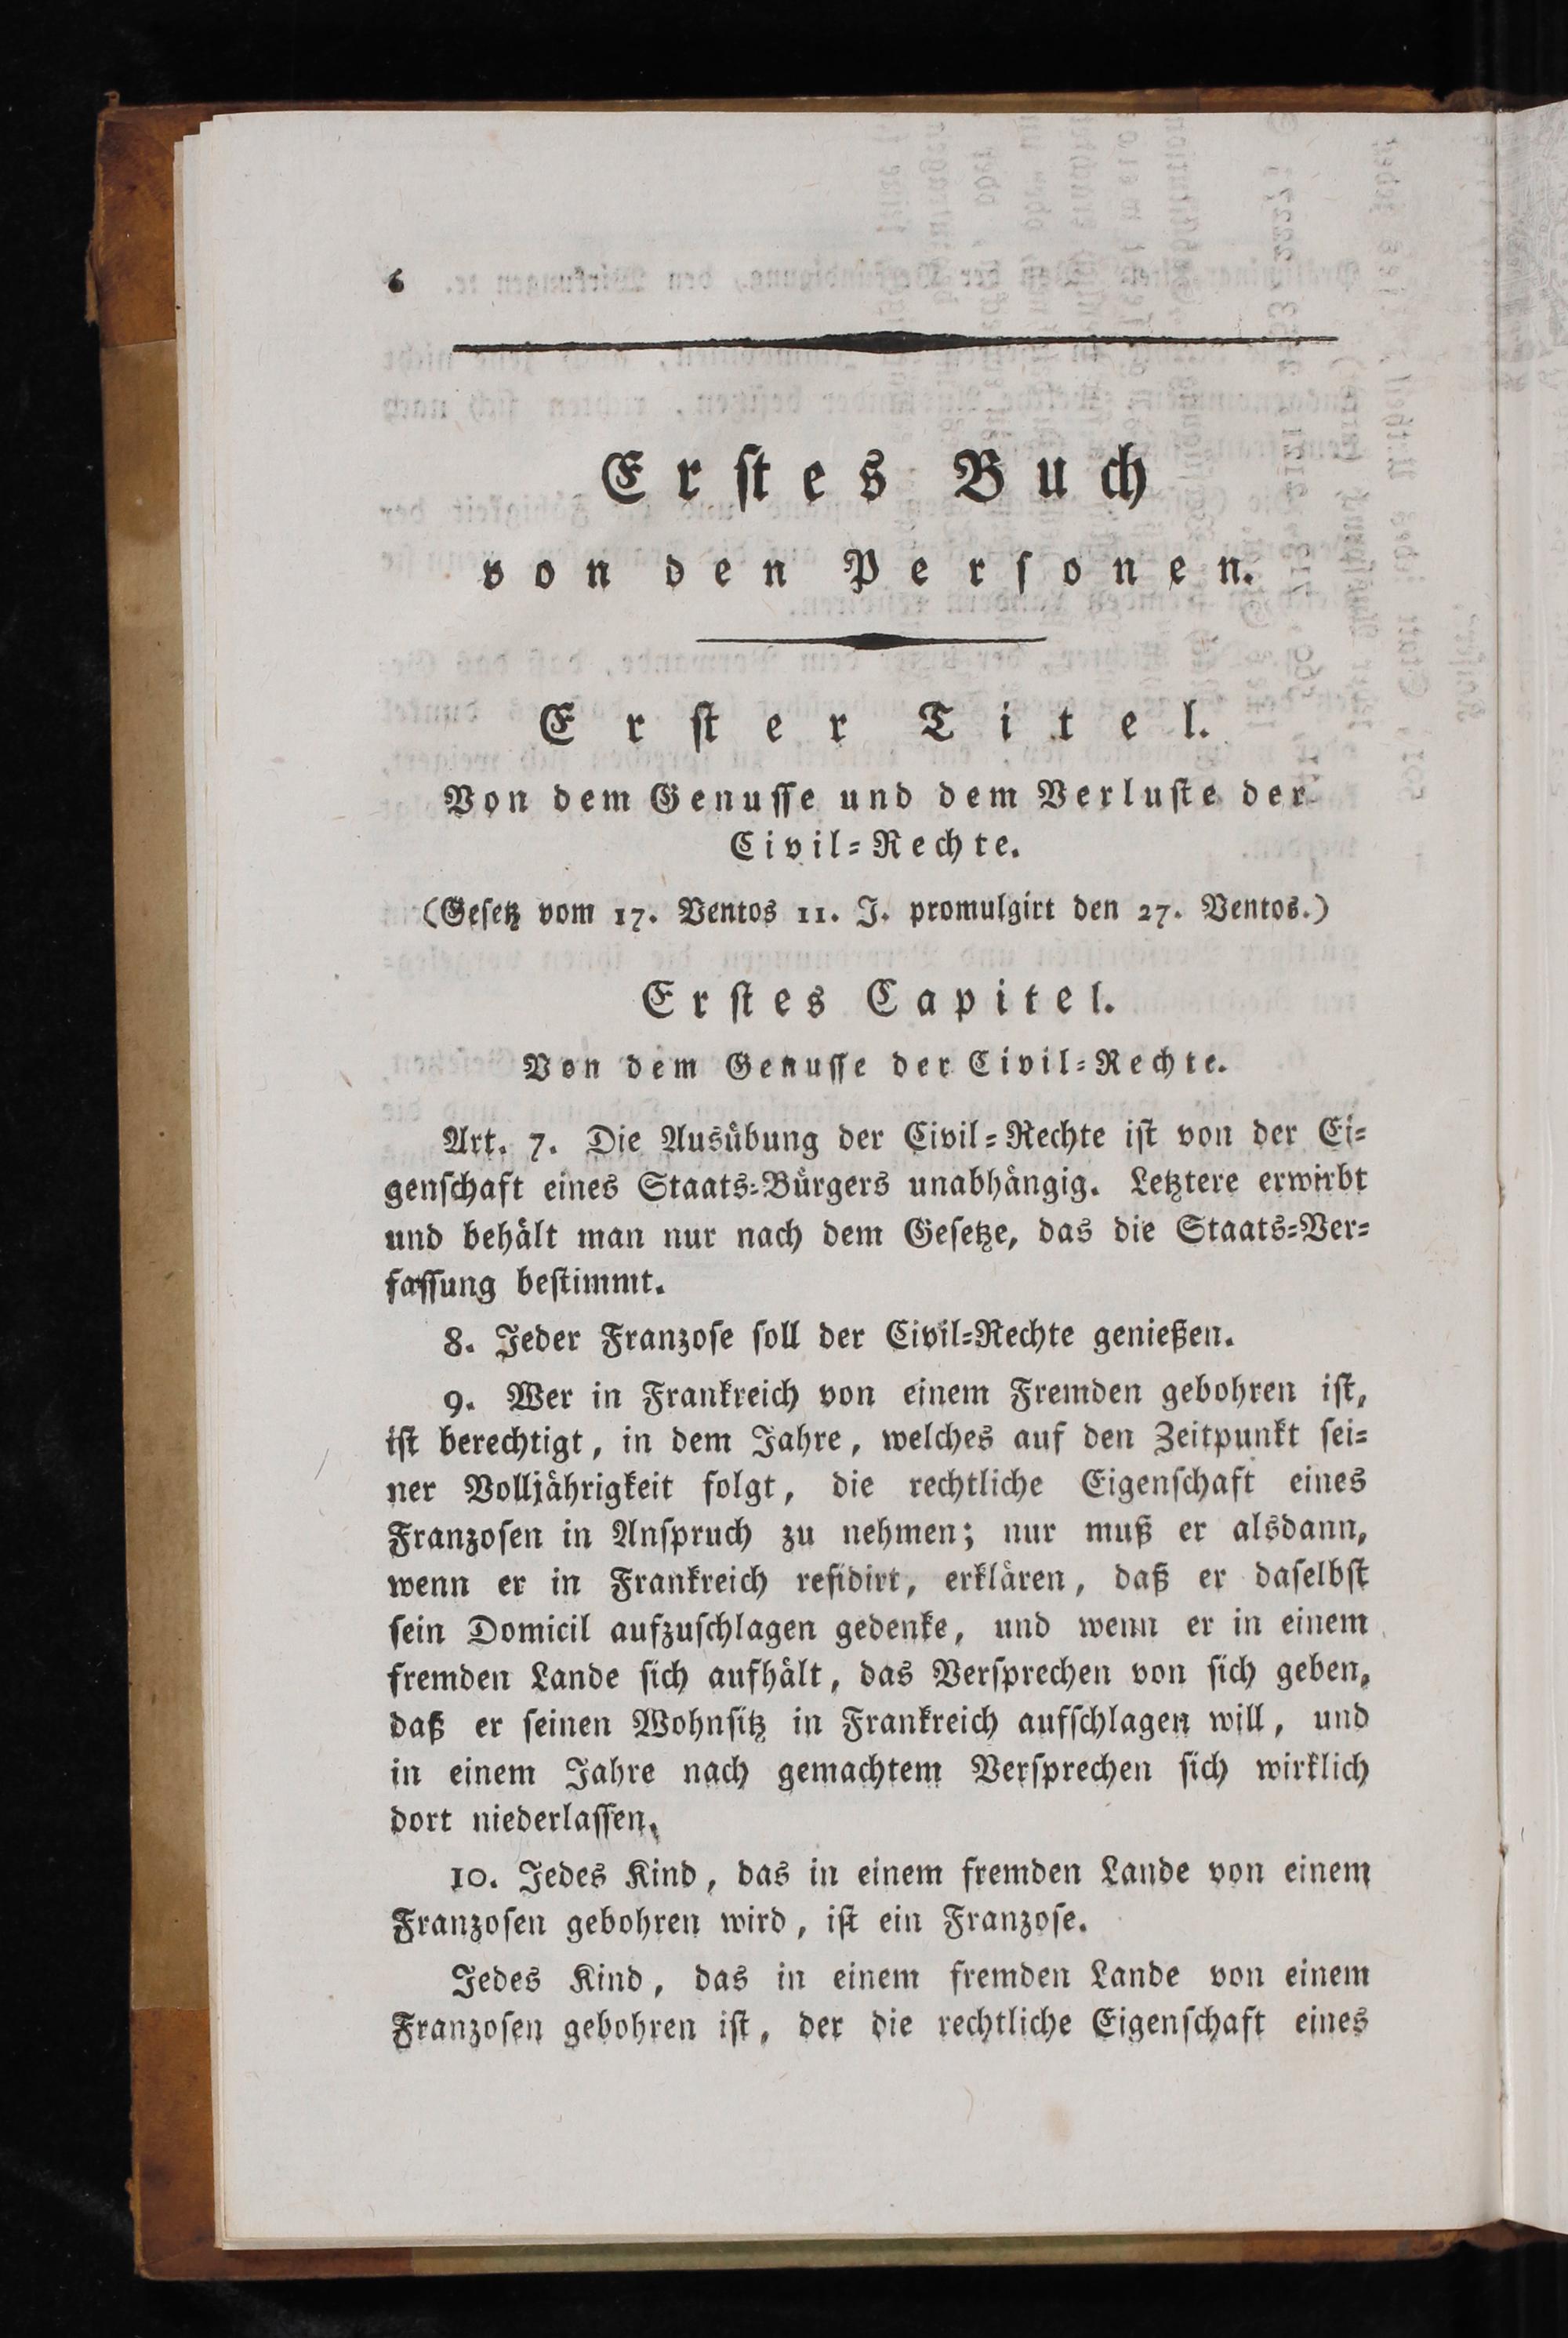 6
Erstes Buch
von den Personen.
Erster Titel.
Von dem Genusse und dem Verluste der
Civil-Rechte.
(Gesetz vom 17. Ventos 11. J. promulgirt den 27. Ventos.)
Erstes Capitel.
Von dem Genusse der Civil-Rechte.
Art. 7. Die Ausübung der Civil-Rechte ist von der Ei-
genschaft eines Staats-Bürgers unabhängig. Letztere erwirbt
und behält man nur nach dem Gesetze, das die Staats-Ver-
fassung bestimmt.
8. Jeder Franzose soll der Civil-Rechte genießen.
9. Wer in Frankreich von einem Fremden gebohren ist,
ist berechtigt, in dem Jahre, welches auf den Zeitpunkt sei-
ner Volljährigkeit folgt, die rechtliche Eigenschaft eines
Franzosen in Anspruch zu nehmen; nur muß er alsdann,
wenn er in Frankreich residirt, erklären, daß er daselbst
sein Domicil aufzuschlagen gedenke, und wenn er in einem
fremden Lande sich aufhält, das Versprechen von sich geben,
daß er seinen Wohnsitz in Frankreich aufschlagen will, und
in einem Jahre nach gemachtem Versprechen sich wirklich
dort niederlassen.
10. Jedes Kind, das in einem fremden Lande von einem
Franzosen gebohren wird, ist ein Franzose.
Jedes Kind, das in einem fremden Lande von einem
Franzosen gebohren ist, der die rechtliche Eigenschaft eines